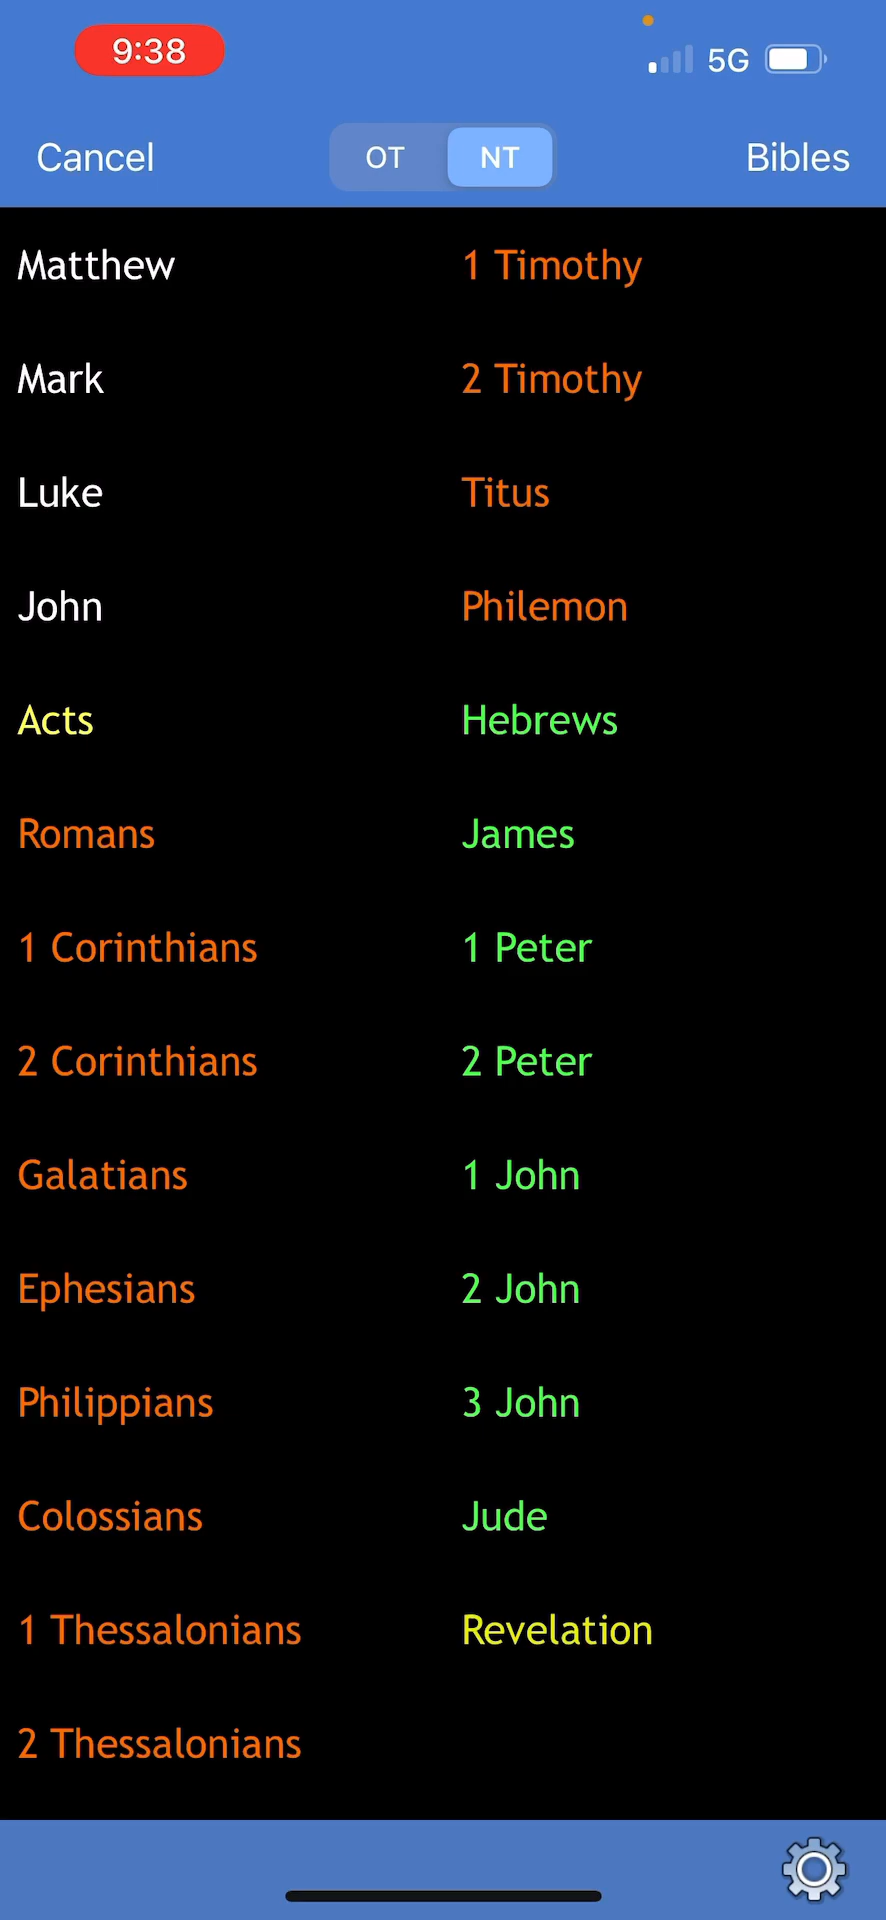 9:38
5G
Cancel
OT
NT
Bibles
Matthew
Mark
Luke
John
Acts
Romans
1 Corinthians
2 Corinthians
Galatians
Ephesians
Philippians
Colossians
1 Thessalonians
2 Thessalonians
1 Timothy
2 Timothy
Titus
Philemon
Hebrews
James
1 Peter
2 Peter
1 John
2 John
3 John
Jude
Revelation